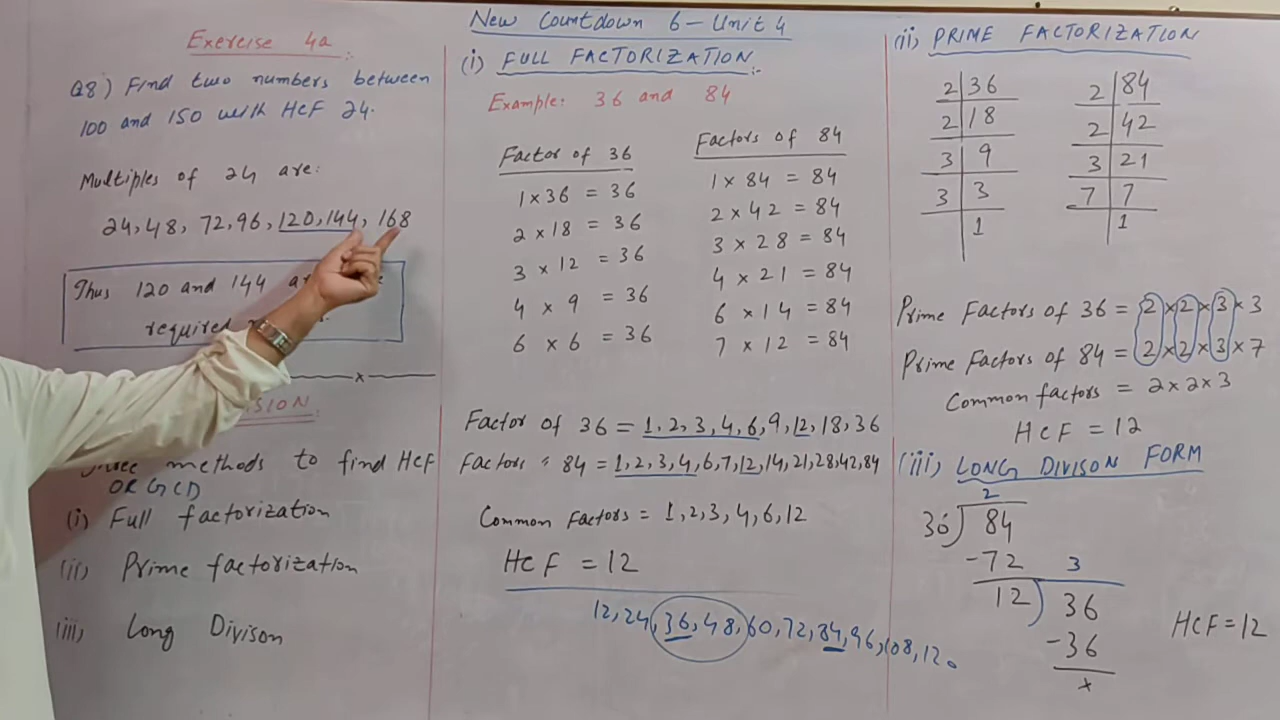 New Countdown 6 - Unit 4
Exercise 4a
Q8) Find two numbers between
100 and 150 with HCF 24.
Multiples of 24 are:
24, 48, 72, 96, 120, 144, 168
Thus 120 and 144
required
ISION
methods to find HCF
OR GCD
(i) Full factorization
(ii) Prime factorization
(iii) Long Divison
(i) FULL FACTORIZATION
Example: 36 and 84
Factor of 36
1 x 36 = 36
2 x 18 = 36
3 x 12 = 36
4 x 9 = 36
6 x 6 = 36
Factors of 84
1 x 84 = 84
2 x 42 = 84
3 x 28 = 84
4 x 21 = 84
6 x 14 = 84
7 x 12 = 84
Factor of 36 = 1, 2, 3, 4, 6, 9, 12, 18, 36
Factors " 84 = 1, 2, 3, 4, 6, 7, 12, 14, 21, 28, 42, 84
Common Factors = 1, 2, 3, 4, 6, 12
HCF = 12
12, 24, 36, 48, 60, 72, 84, 96, 108, 120
(ii) PRIME FACTORIZATION
2 | 36
2 | 18
3 | 9
3 | 3
1
2 | 84
2 | 42
3 | 21
7 | 7
1
Prime Factors of 36 = 2 x 2 x 3 x 3
Prime Factors of 84 = 2 x 2 x 3 x 7
Common factors = 2 x 2 x 3
HCF = 12
(iii) LONG DIVISON FORM
2
36 ) 84
-72 3
12 ) 36
-36
x
HCF = 12